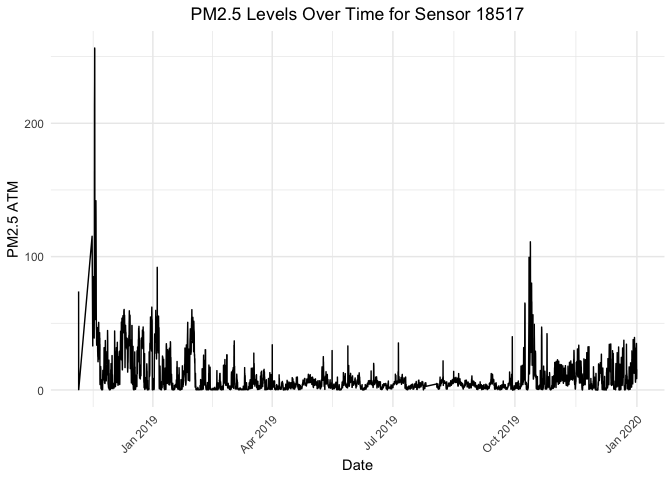 PM2.5 Levels Over Time for Sensor 18517
PM2.5 ATM
200
100
0
Jan 2019
Apr 2019
Jul 2019
Oct 2019
Jan 2020
Date